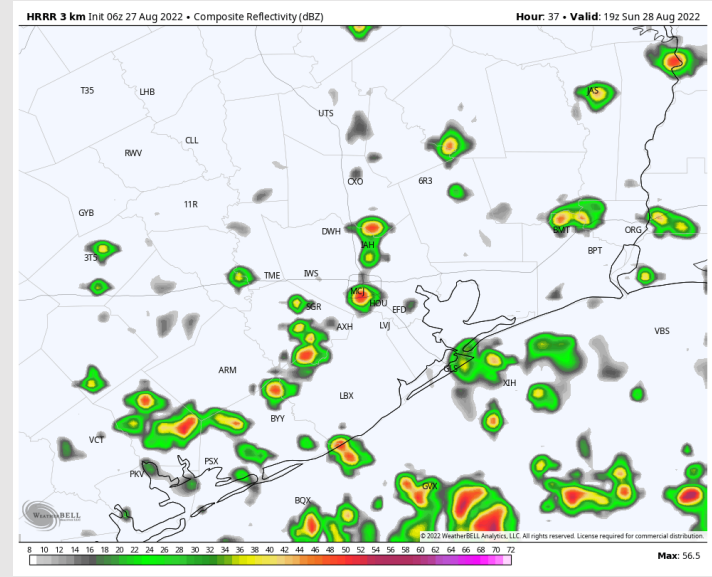 HRRR 3 km Init 06z 27 Aug 2022 • Composite Reflectivity (dBZ) Hour: 37 • Valid: 19z Sun 28 Aug 2022
JAS
T35 LHB
UTS
CLL
RWV
CXO 6R3
11R
GYB
DWH BMT ORG
IAH
BPT
3T5
TME IWS
MCJ
SGR HOU EFD
AXH LVJ VBS
ARM GLS
XIH
LBX
BYY
VCT
PSX
PKV
GVX
BQX
WEATHERBELL
© 2022 WeatherBELL Analytics, LLC. All rights reserved. License required for commercial distribution.
8 10 12 14 16 18 20 22 24 26 28 30 32 34 36 38 40 42 44 46 48 50 52 54 56 58 60 62 64 66 68 70 72 Max: 56.5